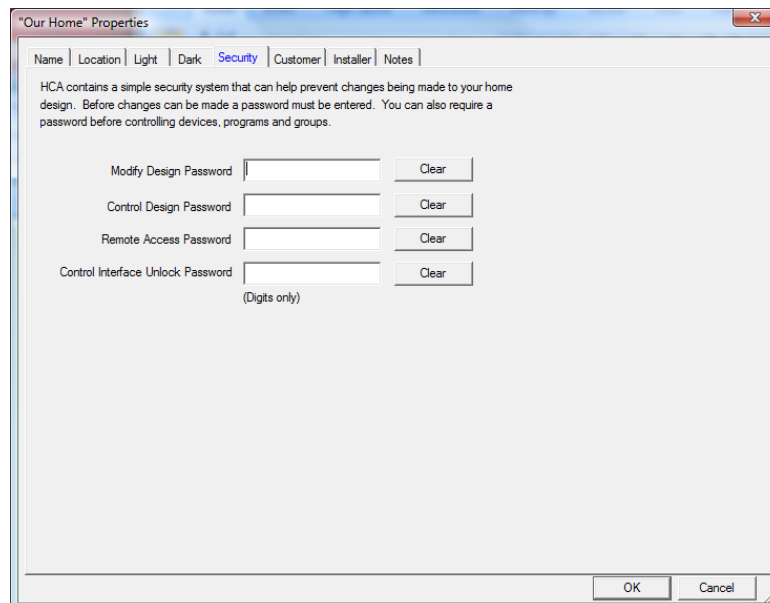 "Our Home" Properties
Name Location Light Dark Security Customer Installer Notes
HCA contains a simple security system that can help prevent changes being made to your home
design. Before changes can be made a password must be entered. You can also require a
password before controlling devices, programs and groups.
Modify Design Password Clear
Control Design Password Clear
Remote Access Password Clear
Control Interface Unlock Password Clear
(Digits only)
OK Cancel